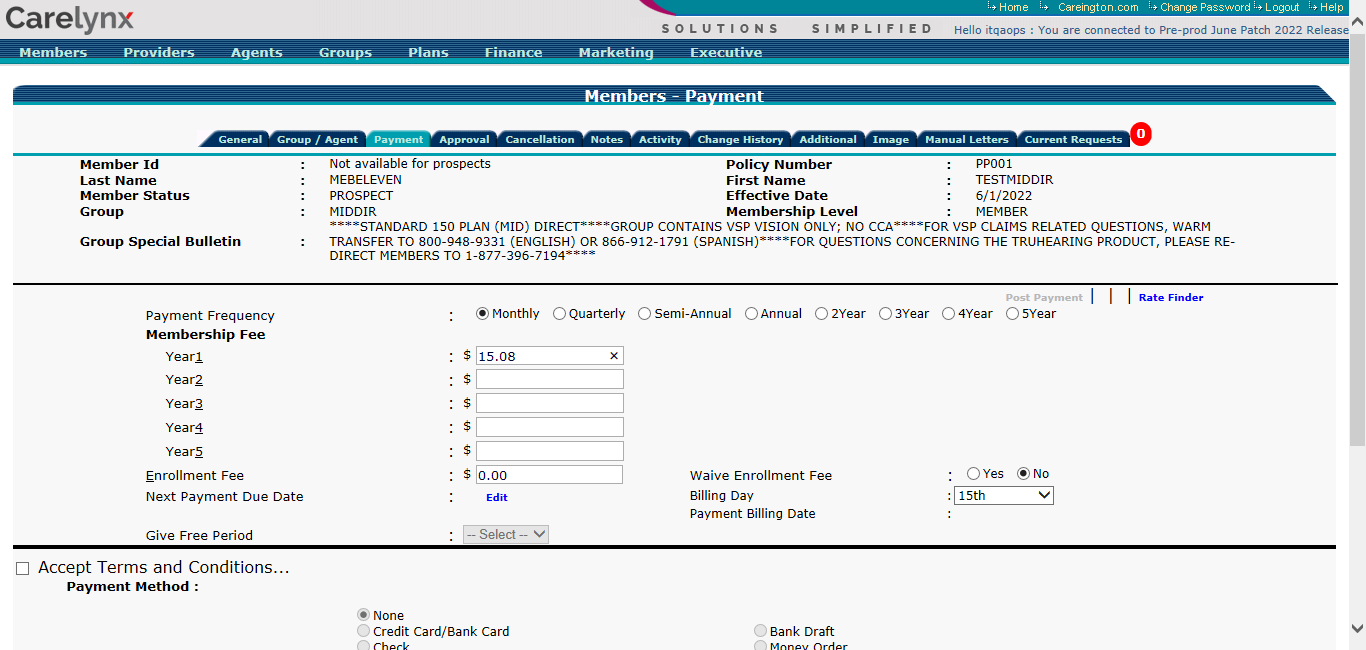 Carelynx
Home Careington.com Change Password Logout Help
SOLUTIONS SIMPLIFIED
Hello itqaops : You are connected to Pre-prod June Patch 2022 Release
Members Providers Agents Groups Plans Finance Marketing Executive
Members - Payment
General Group / Agent Payment Approval Cancellation Notes Activity Change History Additional Image Manual Letters Current Requests 0
Member Id : Not available for prospects Policy Number : PP001
Last Name : MEBELEVEN First Name : TESTMIDDIR
Member Status : PROSPECT Effective Date : 6/1/2022
Group : MIDDIR Membership Level : MEMBER
****STANDARD 150 PLAN (MID) DIRECT****GROUP CONTAINS VSP VISION ONLY; NO CCA****FOR VSP CLAIMS RELATED QUESTIONS, WARM
Group Special Bulletin : TRANSFER TO 800-948-9331 (ENGLISH) OR 866-912-1791 (SPANISH)****FOR QUESTIONS CONCERNING THE TRUHEARING PRODUCT, PLEASE RE-
DIRECT MEMBERS TO 1-877-396-7194****
Post Payment | | | Rate Finder
Payment Frequency : Monthly Quarterly Semi-Annual Annual 2Year 3Year 4Year 5Year
Membership Fee
Year1 : $ 15.08 ×
Year2 : $
Year3 : $
Year4 : $
Year5 : $
Enrollment Fee : $ 0.00 Waive Enrollment Fee : Yes No
Next Payment Due Date : Edit Billing Day : 15th
Payment Billing Date :
Give Free Period : -- Select --
Accept Terms and Conditions...
Payment Method :
None
Credit Card/Bank Card Bank Draft
Check Money Order